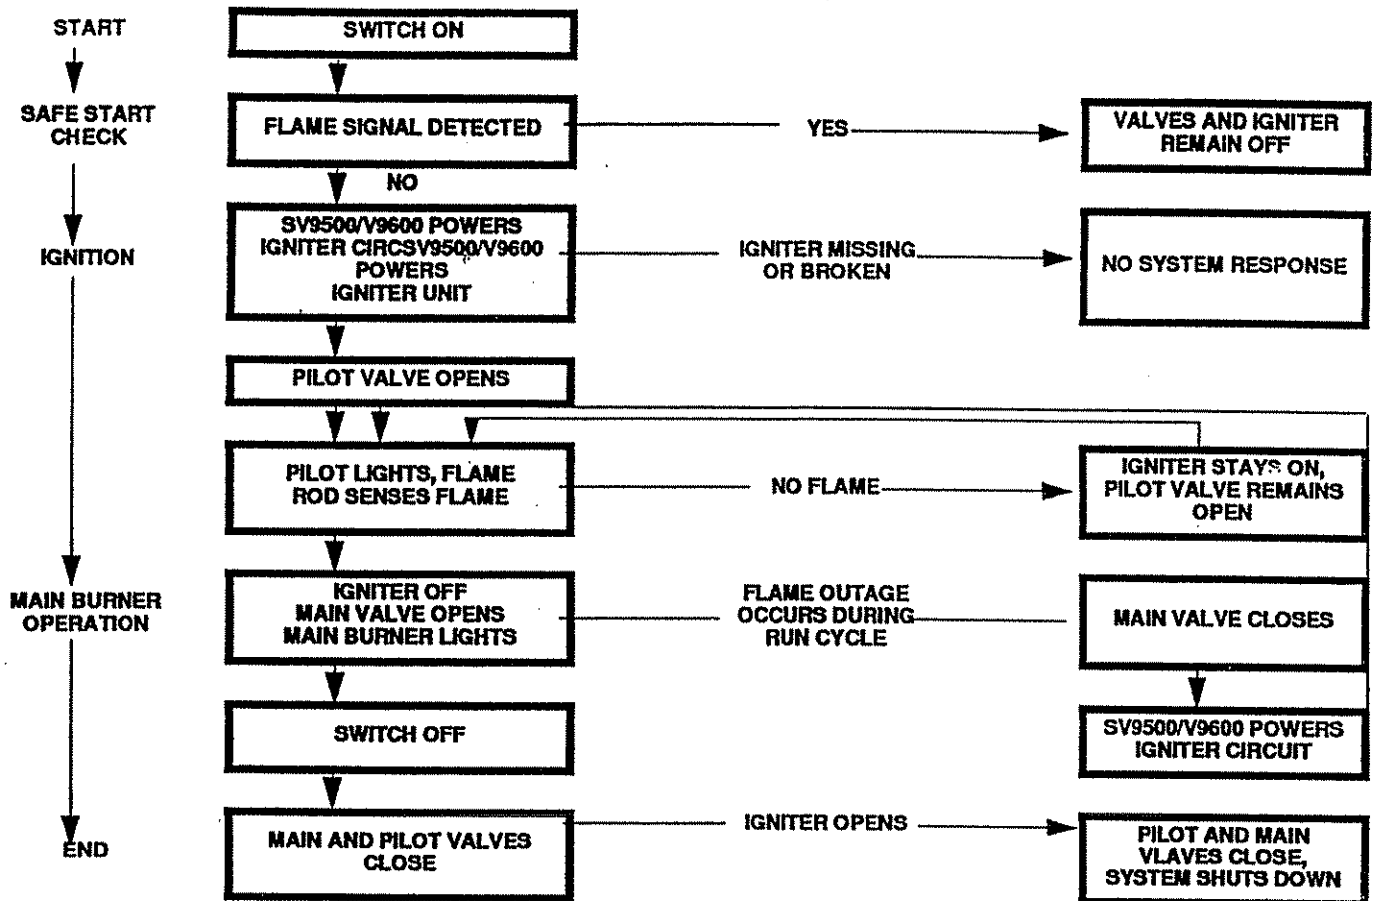 START
SWITCH ON
SAFE START
CHECK
FLAME SIGNAL DETECTED
YES
VALVES AND IGNITER
REMAIN OFF
NO
IGNITION
SV9500/V9600 POWERS
IGNITER CIRCSV9500/V9600
POWERS
IGNITER UNIT
IGNITER MISSING
OR BROKEN
NO SYSTEM RESPONSE
PILOT VALVE OPENS
PILOT LIGHTS, FLAME
ROD SENSES FLAME
NO FLAME
IGNITER STAYS ON,
PILOT VALVE REMAINS
OPEN
MAIN BURNER
OPERATION
IGNITER OFF
MAIN VALVE OPENS
MAIN BURNER LIGHTS
FLAME OUTAGE
OCCURS DURING
RUN CYCLE
MAIN VALVE CLOSES
SWITCH OFF
SV9500/V9600 POWERS
IGNITER CIRCUIT
END
MAIN AND PILOT VALVES
CLOSE
IGNITER OPENS
PILOT AND MAIN
VLAVES CLOSE,
SYSTEM SHUTS DOWN